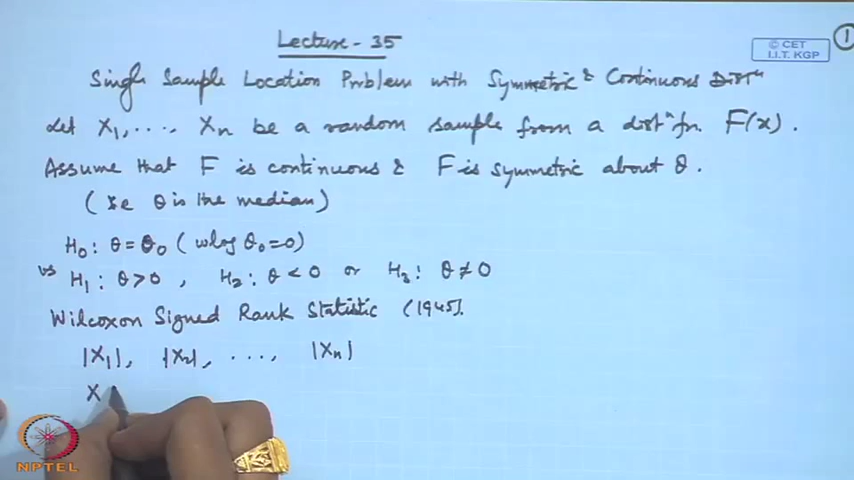 Lecture - 35
1
© CET
I.I.T. KGP
Single Sample Location Problem with Symmetric & Continuous Distⁿ
Let X₁, ...., Xₙ be a random sample from a distⁿ fn. F(x).
Assume that F is continuous & F is symmetric about θ.
(ie θ is the median)
H₀: θ = θ₀ (wlog θ₀=0)
vs H₁: θ>0, H₂: θ<0 or H₃: θ≠0
Wilcoxon Signed Rank Statistic (1945).
|X₁|, |X₂|, ...., |Xₙ|
X
NPTEL